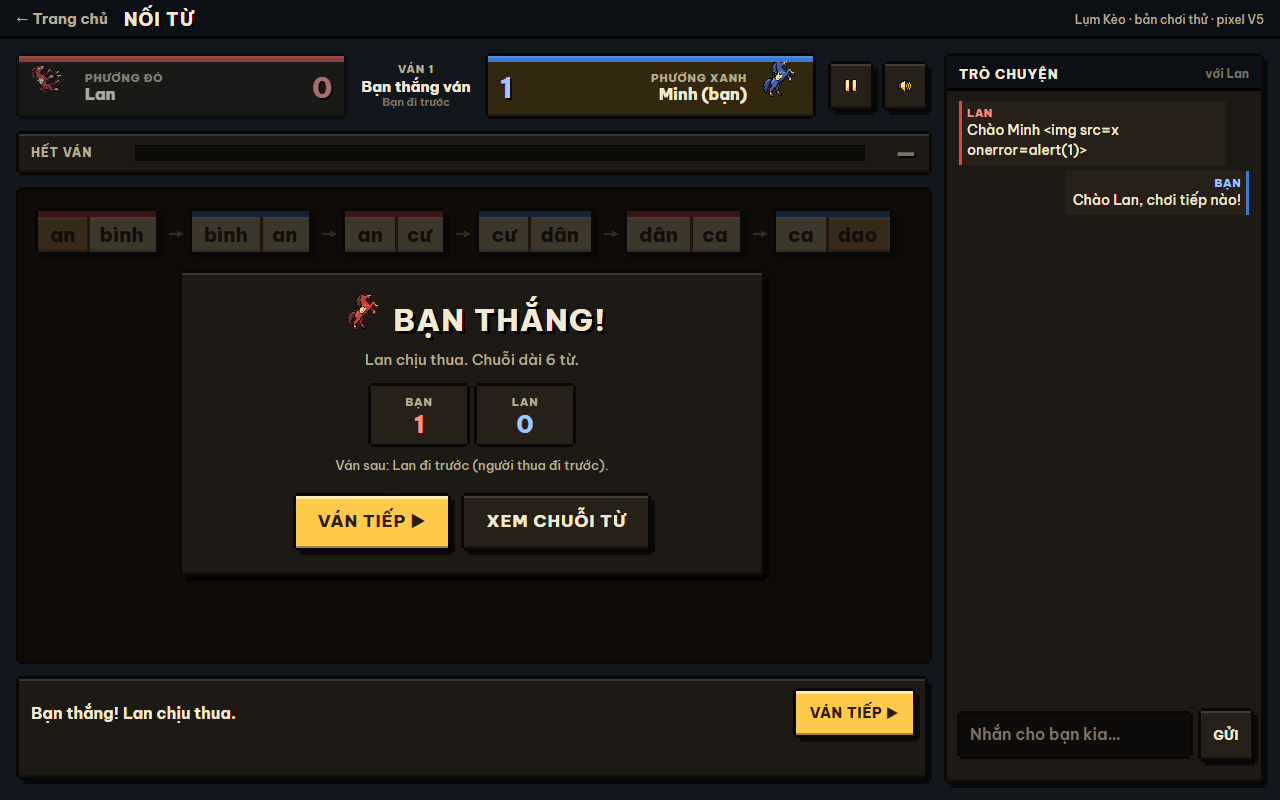 ← Trang chủ NỐI TỪ
Lụm Kèo · bản chơi thử · pixel V5
PHƯỜNG ĐỎ
Lan
0
VÁN 1
Bạn thắng ván
Bạn đi trước
1
PHƯỜNG XANH
Minh (bạn)
HẾT VÁN
—
an bình → bình an → an cư → cư dân → dân ca → ca dao
BẠN THẮNG!
Lan chịu thua. Chuỗi dài 6 từ.
BẠN
1
LAN
0
Ván sau: Lan đi trước (người thua đi trước).
VÁN TIẾP ▶
XEM CHUỖI TỪ
Bạn thắng! Lan chịu thua.
VÁN TIẾP ▶
TRÒ CHUYỆN
với Lan
LAN
Chào Minh <img src=x
onerror=alert(1)>
BẠN
Chào Lan, chơi tiếp nào!
Nhắn cho bạn kia...
GỬI